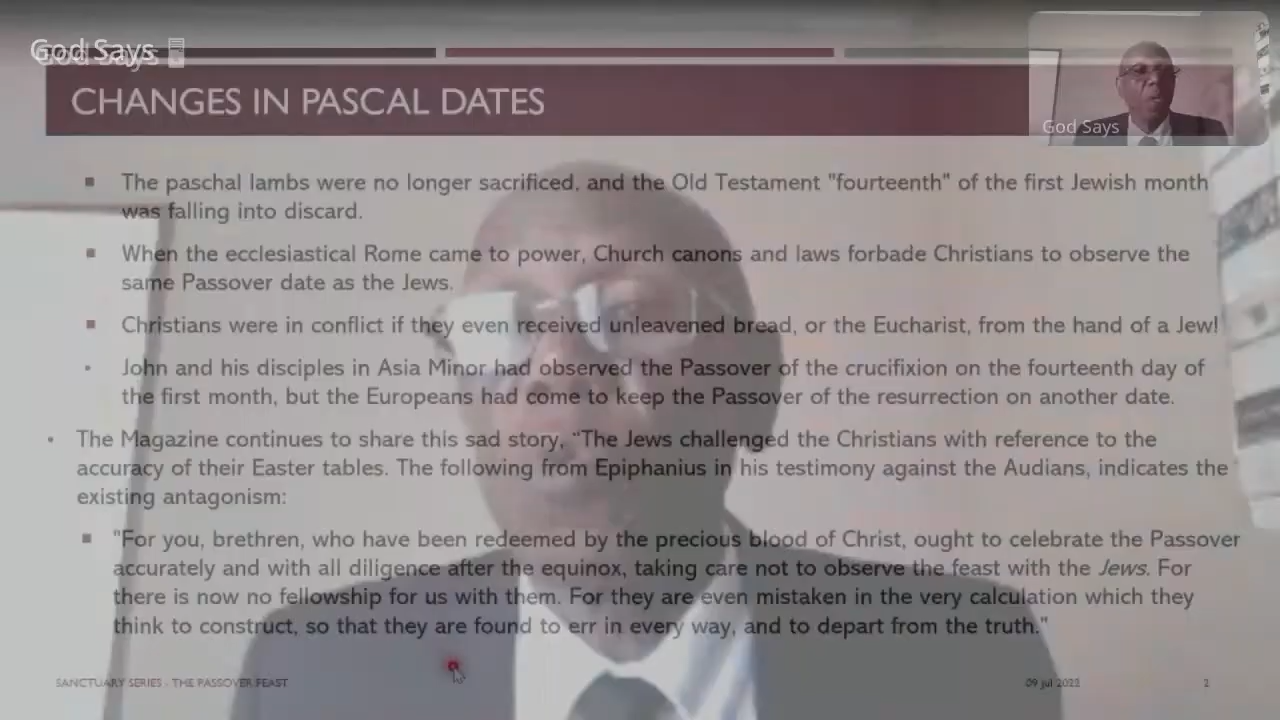 God Says
God Says
CHANGES IN PASCAL DATES
The paschal lambs were no longer sacrificed, and the Old Testament "fourteenth" of the first Jewish month
was falling into discard.
When the ecclesiastical Rome came to power, Church canons and laws forbade Christians to observe the
same Passover date as the Jews.
Christians were in conflict if they even received unleavened bread, or the Eucharist, from the hand of a Jew!
John and his disciples in Asia Minor had observed the Passover of the crucifixion on the fourteenth day of
the first month, but the Europeans had come to keep the Passover of the resurrection on another date.
The Magazine continues to share this sad story, “The Jews challenged the Christians with reference to the
accuracy of their Easter tables. The following from Epiphanius in his testimony against the Audians, indicates the
existing antagonism:
"For you, brethren, who have been redeemed by the precious blood of Christ, ought to celebrate the Passover
accurately and with all diligence after the equinox, taking care not to observe the feast with the Jews. For
there is now no fellowship for us with them. For they are even mistaken in the very calculation which they
think to construct, so that they are found to err in every way, and to depart from the truth."
SANCTUARY SERIES - THE PASSOVER FEAST
09 jul 2022
2